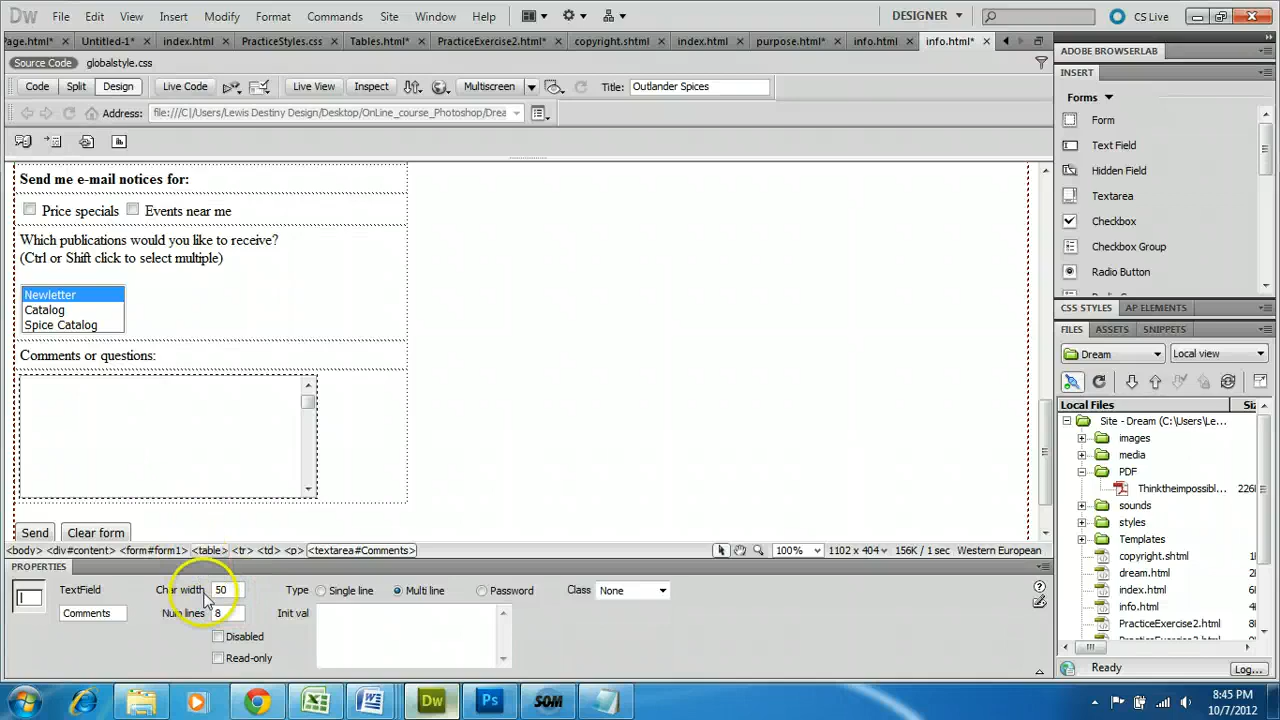 Dw File Edit View Insert Modify Format Commands Site Window Help DESIGNER CS Live
Page.html* Untitled-1* index.html PracticeStyles.css Tables.html* PracticeExercise2.html* copyright.shtml index.html purpose.html* info.html info.html*
Source Code globalstyle.css
Code Split Design Live Code Live View Inspect Multiscreen Title: Outlander Spices
Address: file:///C|/Users/Lewis Destiny Design/Desktop/OnLine_course_Photoshop/Drea
Send me e-mail notices for:
Price specials Events near me
Which publications would you like to receive?
(Ctrl or Shift click to select multiple)
Newletter
Catalog
Spice Catalog
Comments or questions:
Send Clear form
<body> <div#content> <form#form1> <table> <tr> <td> <p> <textarea#Comments> 100% 1102 x 404 156K / 1 sec Western European
PROPERTIES
TextField Char width 50 Type Single line Multi line Password Class None
Comments Num lines 8 Init val
Disabled
Read-only
ADOBE BROWSERLAB
INSERT
Forms
Form
Text Field
Hidden Field
Textarea
Checkbox
Checkbox Group
Radio Button
CSS STYLES AP ELEMENTS
FILES ASSETS SNIPPETS
Dream Local view
Local Files Siz
Site - Dream (C:\Users\Le...
images
media
PDF
Thinktheimpossibl... 226K
sounds
styles
Templates
copyright.shtml 1K
dream.html
index.html
info.html
PracticeExercise2.html
Ready Log...
Dw Ps SOM 8:45 PM
10/7/2012